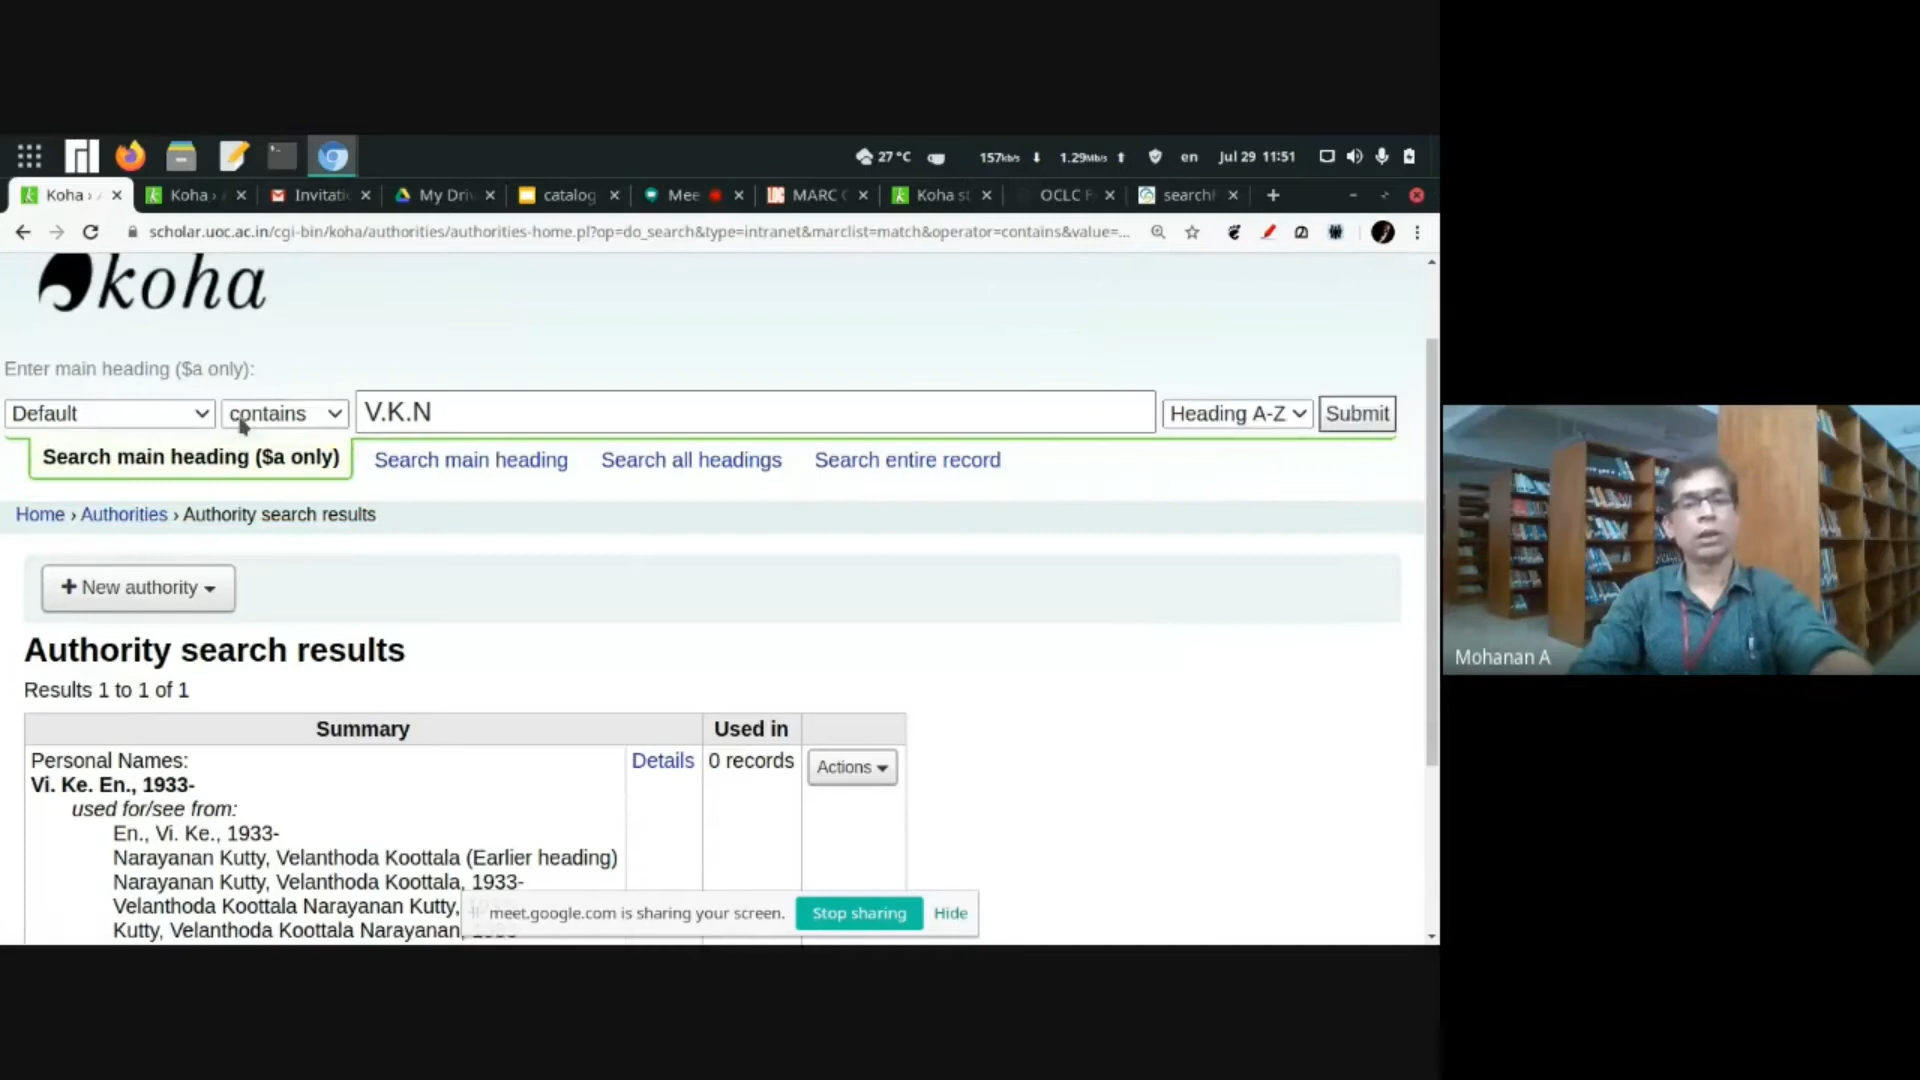 27 °C 157kb/s 1.29Mb/s en Jul 29 11:51
Koha › Koha › Invitati My Driv catalog Mee MARC Koha st OCLC F search
scholar.uoc.ac.in/cgi-bin/koha/authorities/authorities-home.pl?op=do_search&type=intranet&marclist=match&operator=contains&value=...
koha
Enter main heading ($a only):
Default contains V.K.N Heading A-Z Submit
Search main heading ($a only) Search main heading Search all headings Search entire record
Home › Authorities › Authority search results
+ New authority
Authority search results
Results 1 to 1 of 1
Summary Used in
Personal Names: Details 0 records Actions
Vi. Ke. En., 1933-
used for/see from:
En., Vi. Ke., 1933-
Narayanan Kutty, Velanthoda Koottala (Earlier heading)
Narayanan Kutty, Velanthoda Koottala, 1933-
Velanthoda Koottala Narayanan Kutty,
Kutty, Velanthoda Koottala Narayanan,
meet.google.com is sharing your screen. Stop sharing Hide
Mohanan A